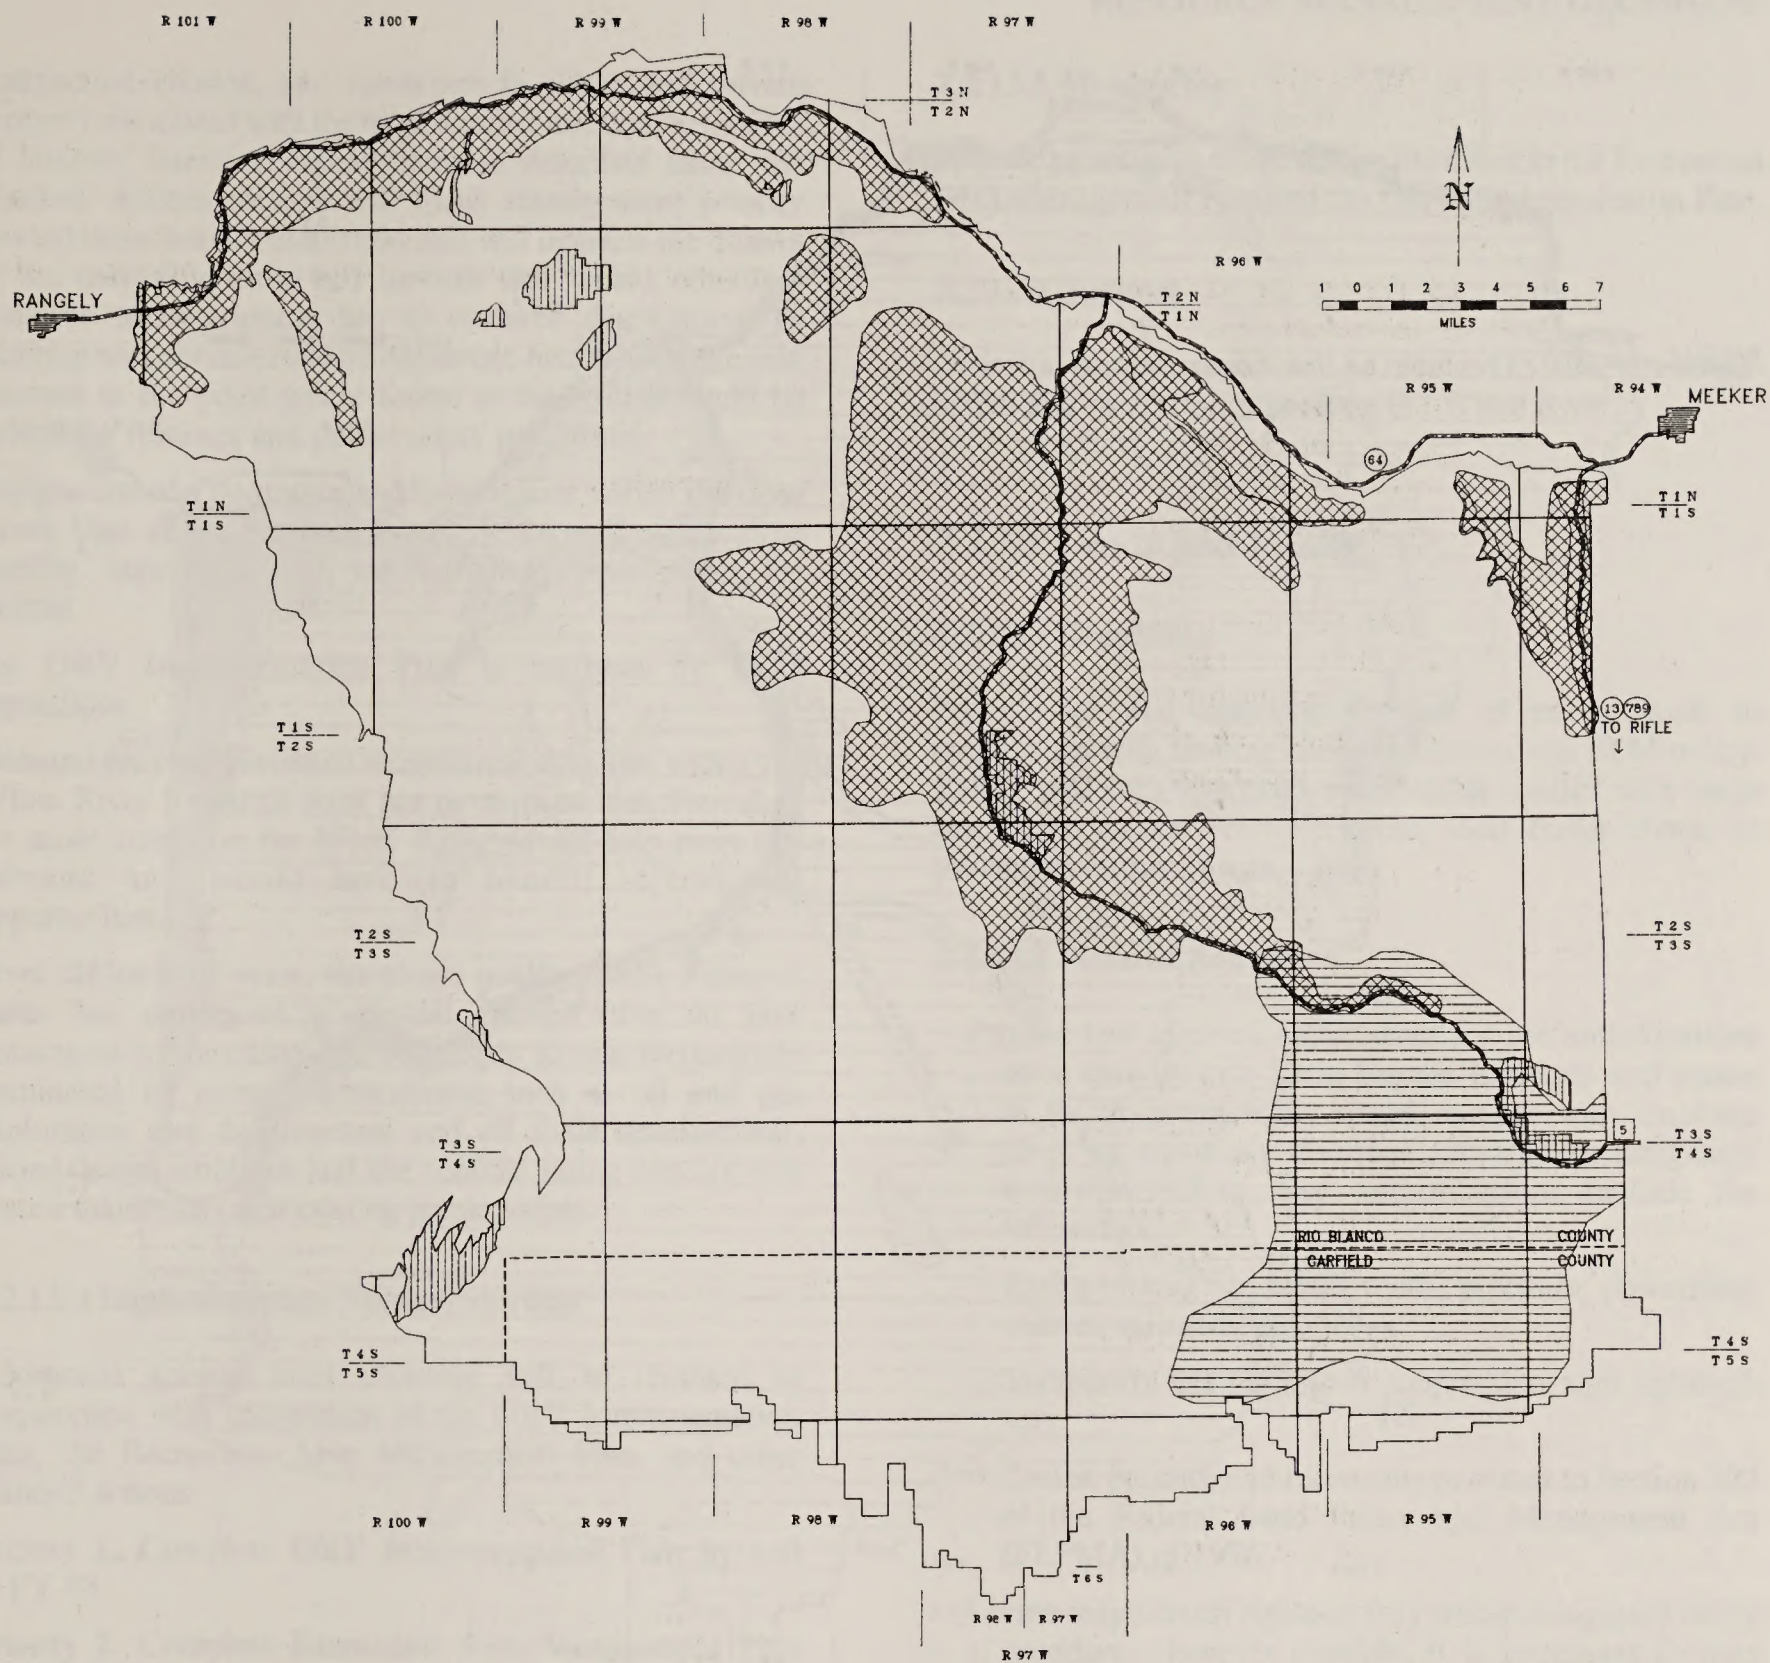 R 101 W R 100 W R 99 W R 98 W R 97 W
T 3 N
T 2 N
N
R 96 W
1 0 1 2 3 4 5 6 7
MILES
RANGELY
T 2 N
T 1 N
R 95 W R 94 W
MEEKER
64
T 1 N
T 1 S
T 1 N
T 1 S
13 789
TO RIFLE
T 1 S
T 2 S
T 2 S
T 3 S
T 2 S
T 3 S
5
T 3 S
T 4 S
T 3 S
T 4 S
RIO BLANCO COUNTY
GARFIELD COUNTY
T 4 S
T 5 S
T 4 S
T 5 S
R 100 W R 99 W R 98 W R 96 W R 95 W
T 6 S
R 98 W R 97 W
R 97 W